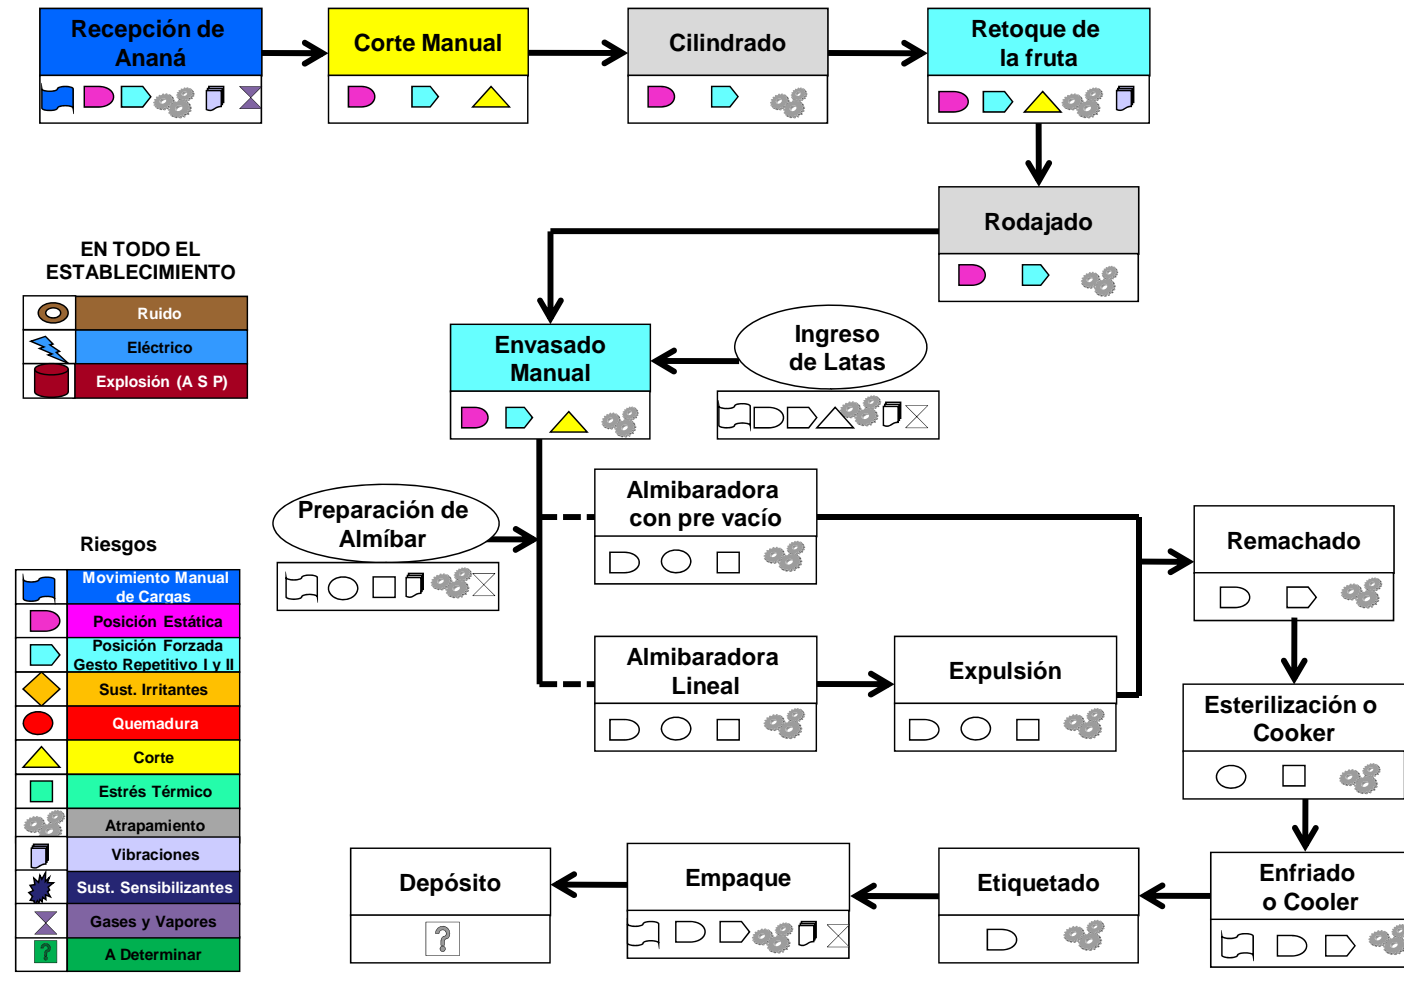 Recepción de
Ananá
Corte Manual
Cilindrado
Retoque de
la fruta
Rodajado
EN TODO EL
ESTABLECIMIENTO
Ruido
Eléctrico
Explosión (A S P)
Envasado
Manual
Ingreso
de Latas
Preparación de
Almíbar
Almibaradora
con pre vacío
Remachado
Almibaradora
Lineal
Expulsión
Esterilización o
Cooker
Riesgos
Movimiento Manual
de Cargas
Posición Estática
Posición Forzada
Gesto Repetitivo I y II
Sust. Irritantes
Quemadura
Corte
Estrés Térmico
Atrapamiento
Vibraciones
Sust. Sensibilizantes
Gases y Vapores
?
A Determinar
Depósito
?
Empaque
Etiquetado
Enfriado
o Cooler